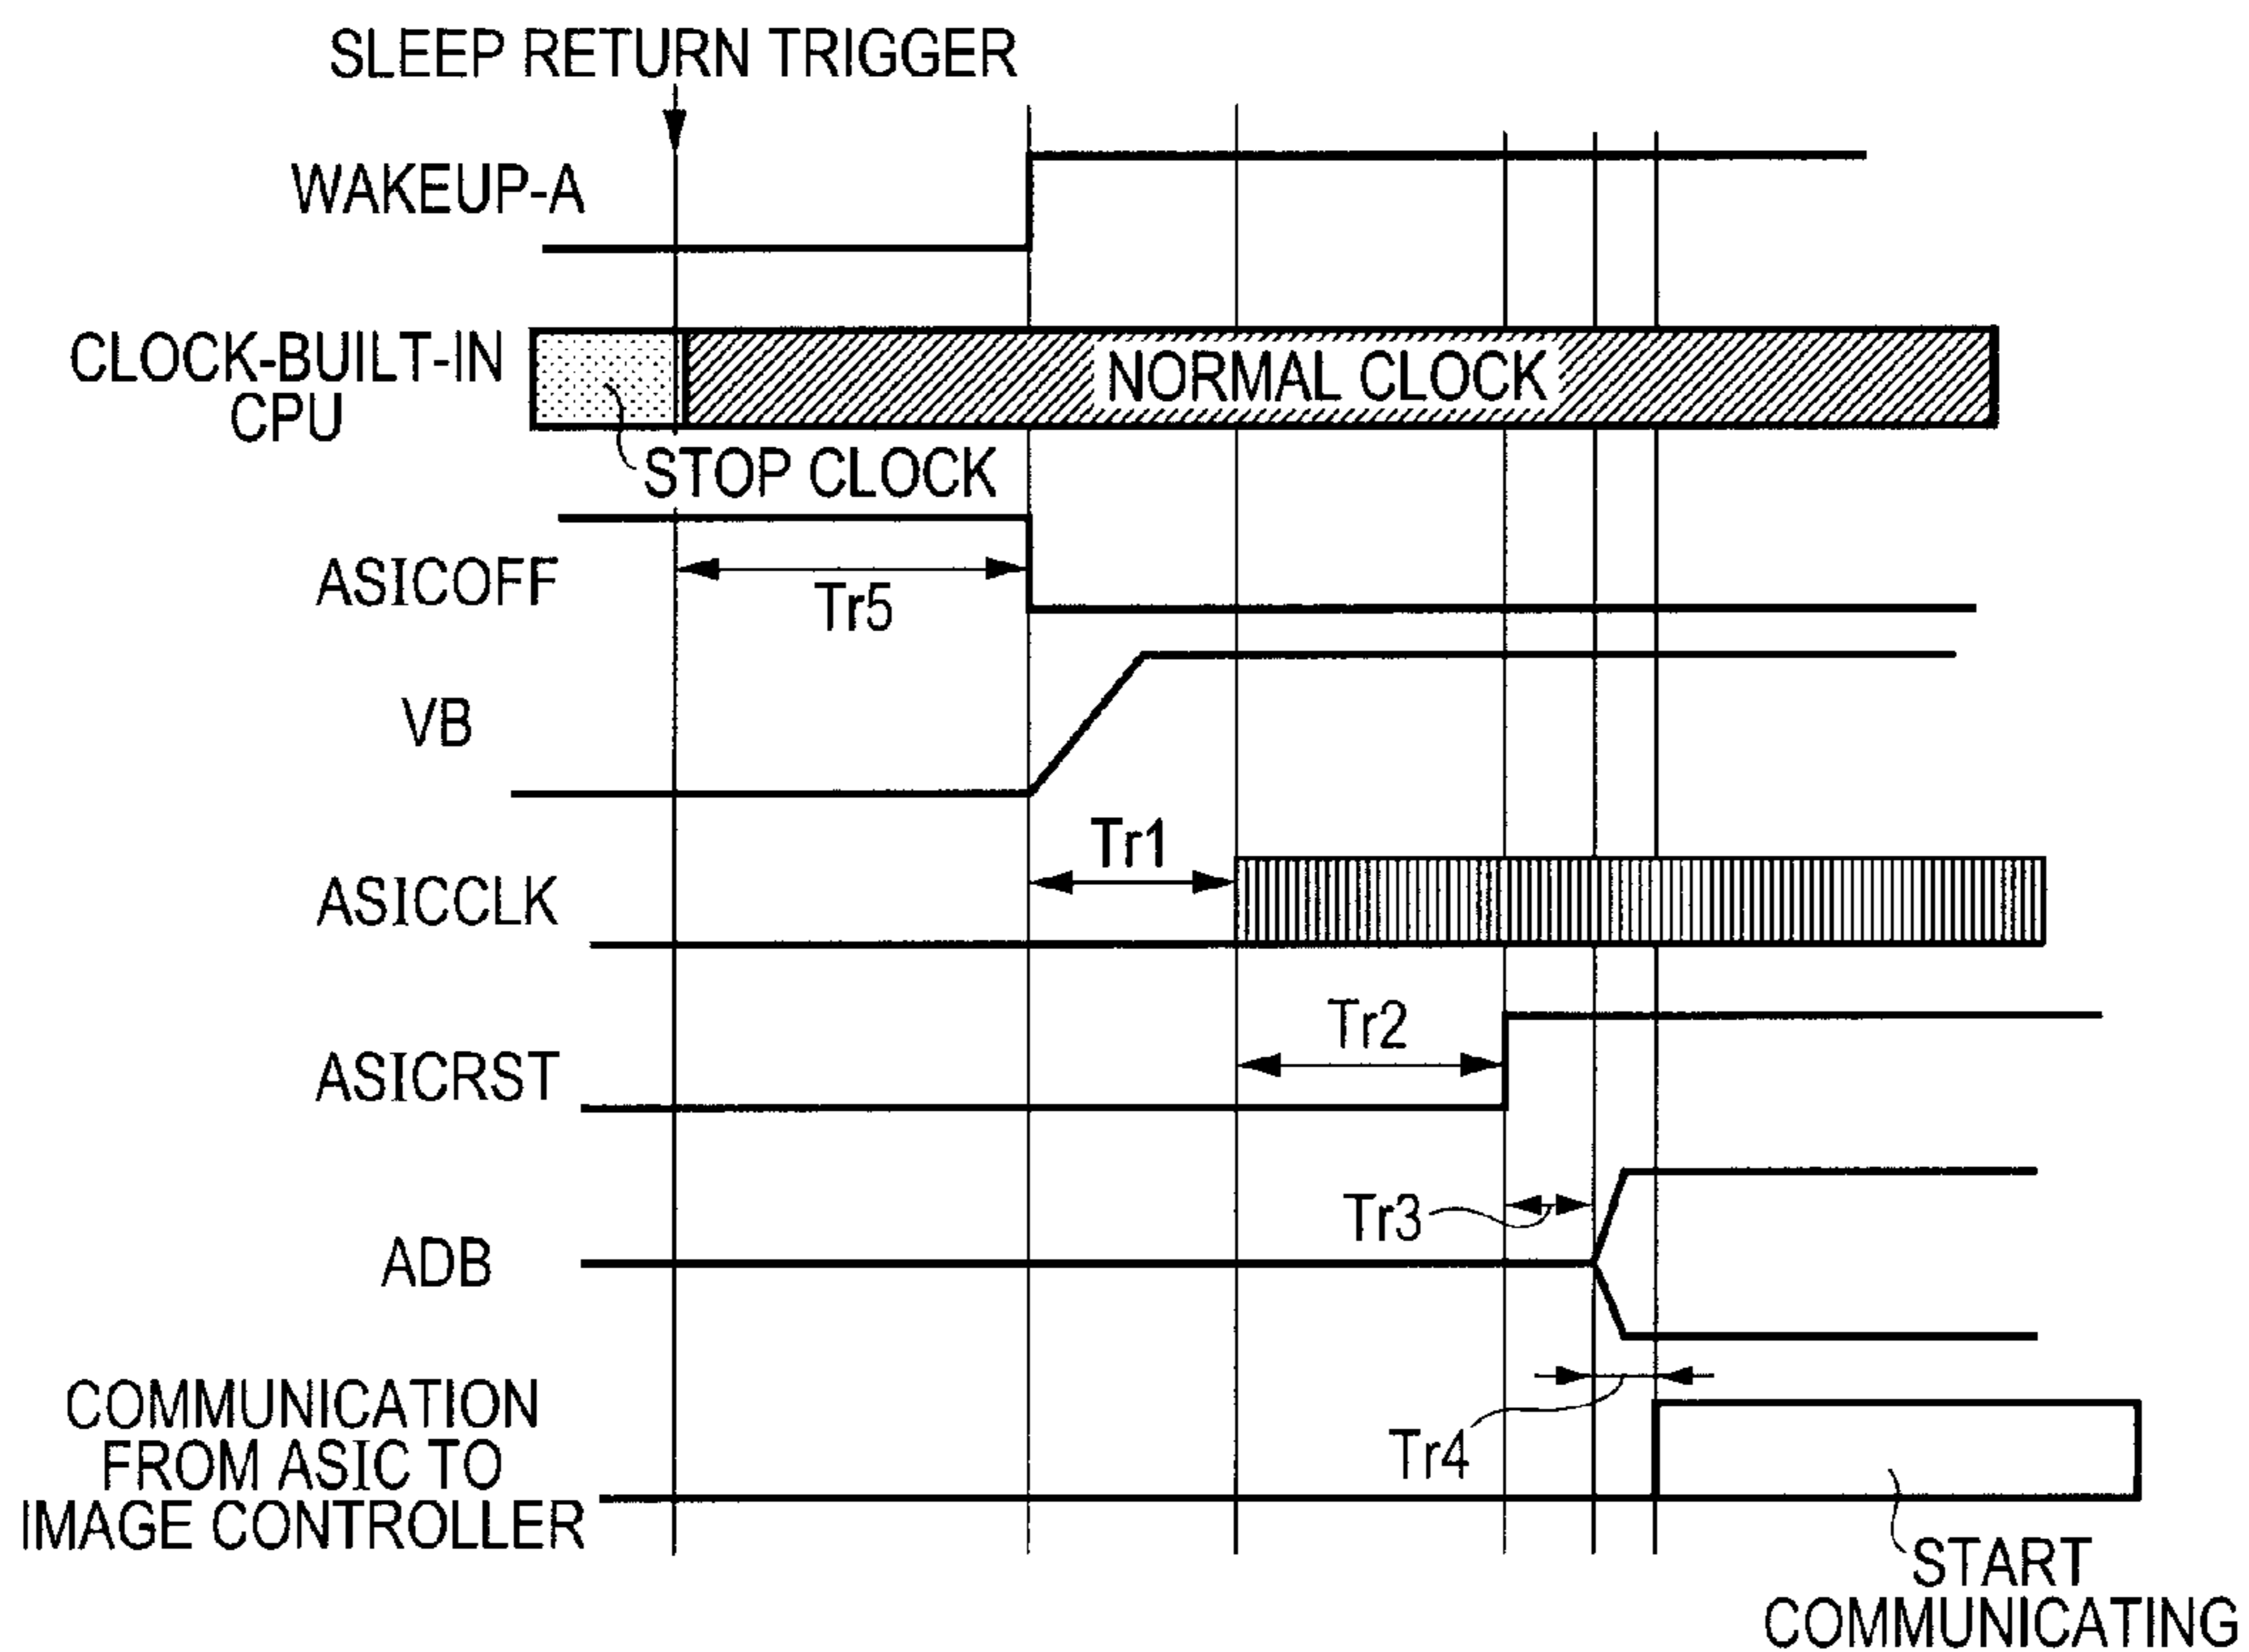 SLEEP RETURN TRIGGER
WAKEUP-A
CLOCK-BUILT-IN
CPU
NORMAL CLOCK
STOP CLOCK
ASICOFF
Tr5
VB
Tr1
ASICCLK
Tr2
ASICRST
Tr3
ADB
COMMUNICATION
FROM ASIC TO
IMAGE CONTROLLER
Tr4
START
COMMUNICATING